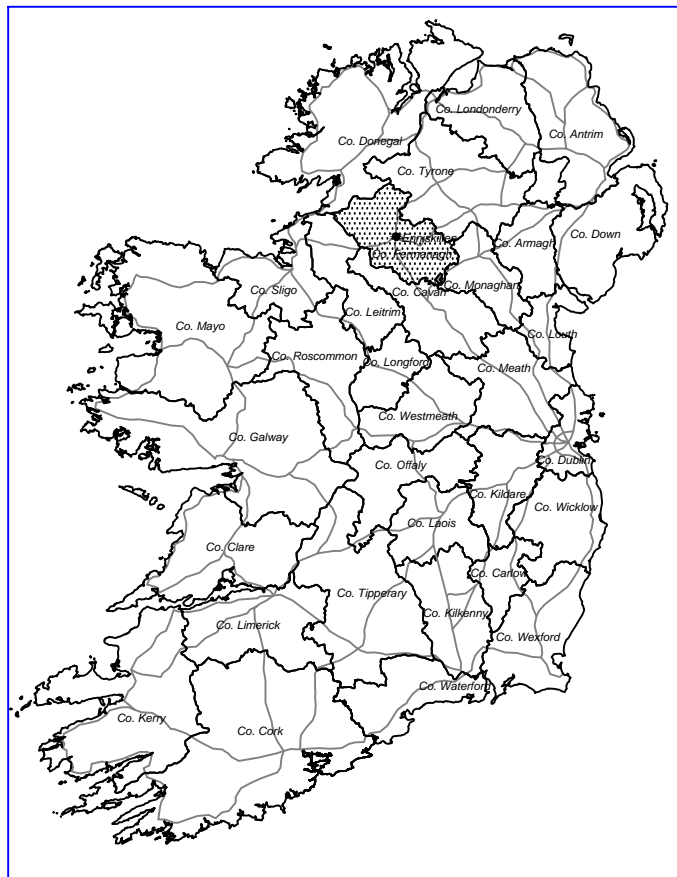 Co. Londonderry
Co. Antrim
Co. Donegal
Co. Tyrone
Co. Down
Enniskillen
Co. Armagh
Co. Fermanagh
Co. Monaghan
Co. Sligo
Co. Cavan
Co. Leitrim
Co. Mayo
Co. Louth
Co. Roscommon
Co. Longford
Co. Meath
Co. Westmeath
Co. Galway
Co. Dublin
Co. Offaly
Co. Kildare
Co. Wicklow
Co. Laois
Co. Clare
Co. Carlow
Co. Tipperary
Co. Kilkenny
Co. Limerick
Co. Wexford
Co. Waterford
Co. Kerry
Co. Cork